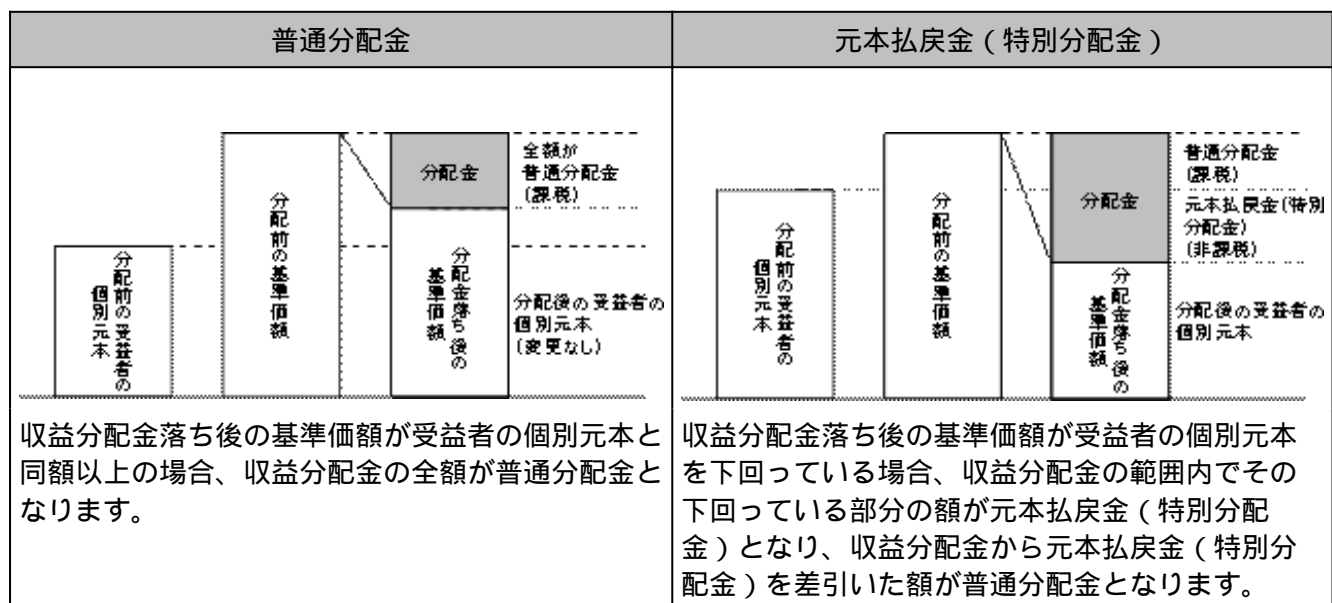 普通分配金
分配前の受益者の
個別元本
分配前の基準価額
分配金
分配金落ち後の
基準価額
全額が
普通分配金
(課税)
分配後の受益者の
個別元本
(変更なし)
収益分配金落ち後の基準価額が受益者の個別元本と
同額以上の場合、収益分配金の全額が普通分配金と
なります。
元本払戻金(特別分配金)
分配前の受益者の
個別元本
分配前の基準価額
分配金
分配金落ち後の
基準価額
普通分配金
(課税)
元本払戻金(特別
分配金)
(非課税)
分配後の受益者の
個別元本
収益分配金落ち後の基準価額が受益者の個別元本
を下回っている場合、収益分配金の範囲内でその
下回っている部分の額が元本払戻金(特別分配
金)となり、収益分配金から元本払戻金(特別分
配金)を差引いた額が普通分配金となります。